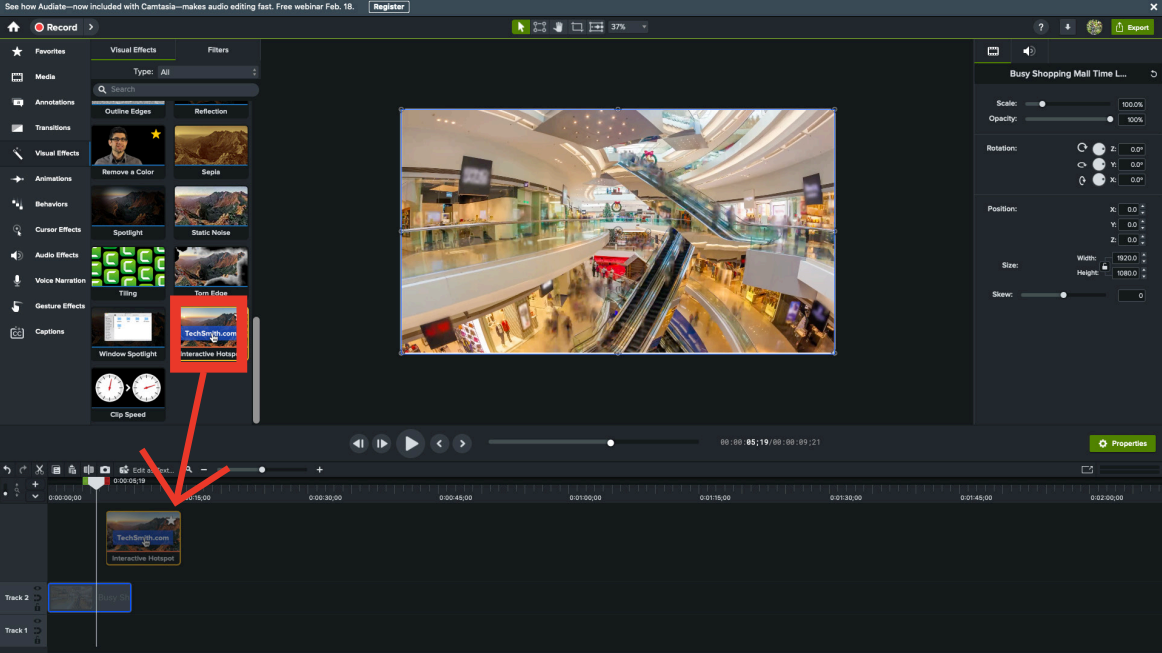 See how Audiate—now included with Camtasia—makes audio editing fast. Free webinar Feb. 18. Register
Record 37% Export
Favorites
Media
Annotations
Transitions
Visual Effects
Animations
Behaviors
Cursor Effects
Audio Effects
Voice Narration
Gesture Effects
CC Captions
Visual Effects Filters
Type: All
Search
Outline Edges Reflection
Remove a Color Sepia
Spotlight Static Noise
Tiling Torn Edge
TechSmith.com
Window Spotlight Interactive Hotspo
Clip Speed
Busy Shopping Mall Time L...
Scale: 100.0%
Opacity: 100%
Rotation: Z: 0.0°
Y: 0.0°
X: 0.0°
Position: X: 0.0
Y: 0.0
Z: 0.0
Size: Width: 1920.0
Height: 1080.0
Skew: 0
00:00:05;19/00:00:09;21
Properties
Edit as Text...
0:00:05;19
0:00:00;00 0:00:15;00 0:00:30;00 0:00:45;00 0:01:00;00 0:01:15;00 0:01:30;00 0:01:45;00 0:02:00;00
TechSmith.com
Interactive Hotspot
Track 2 Busy Sh
Track 1